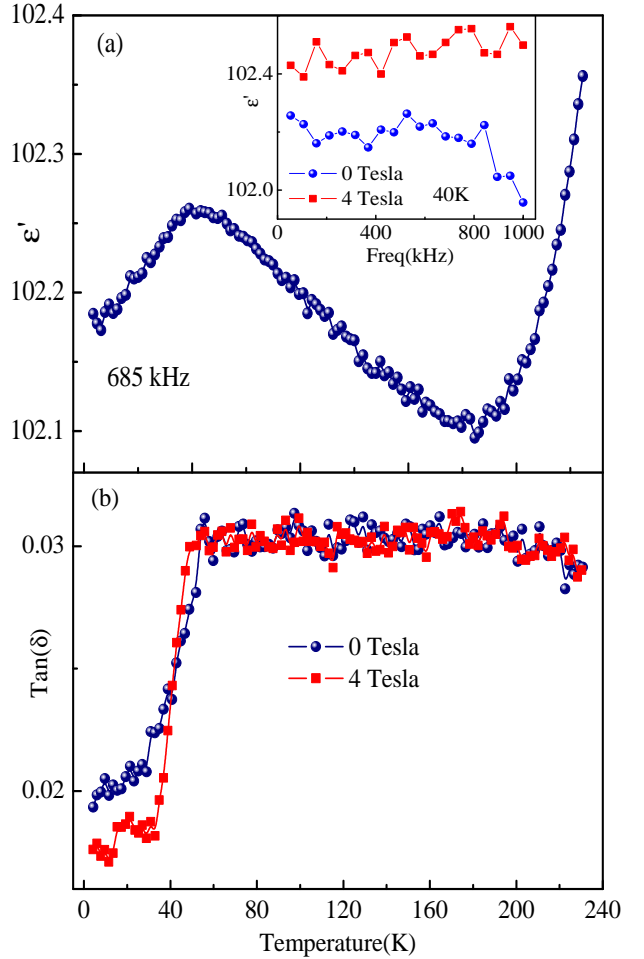 102.4
(a)
102.3
ε'
102.2
102.1
685 kHz
102.4
ε'
102.0
0 Tesla
4 Tesla
40K
0 400 800 1000
Freq(kHz)
(b)
0.03
Tan(δ)
0.02
0 Tesla
4 Tesla
0 40 80 120 160 200 240
Temperature(K)